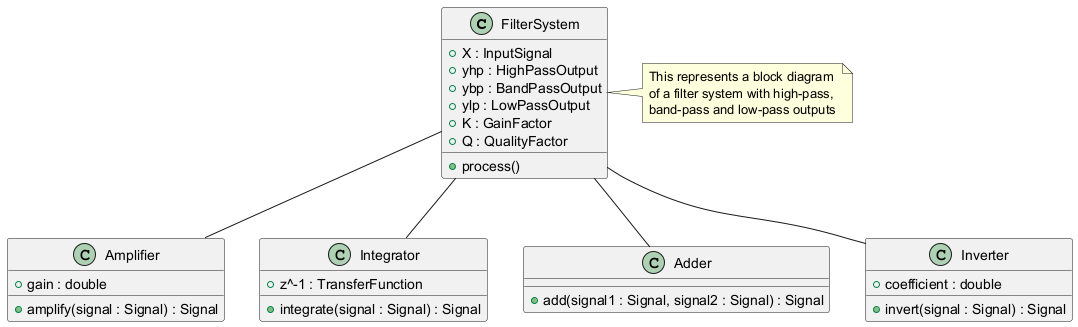 C FilterSystem
X : InputSignal
yhp : HighPassOutput
ybp : BandPassOutput
ylp : LowPassOutput
K : GainFactor
Q : QualityFactor
process()
This represents a block diagram
of a filter system with high-pass,
band-pass and low-pass outputs
C Amplifier
gain : double
amplify(signal : Signal) : Signal
C Integrator
z^-1 : TransferFunction
integrate(signal : Signal) : Signal
C Adder
add(signal1 : Signal, signal2 : Signal) : Signal
C Inverter
coefficient : double
invert(signal : Signal) : Signal